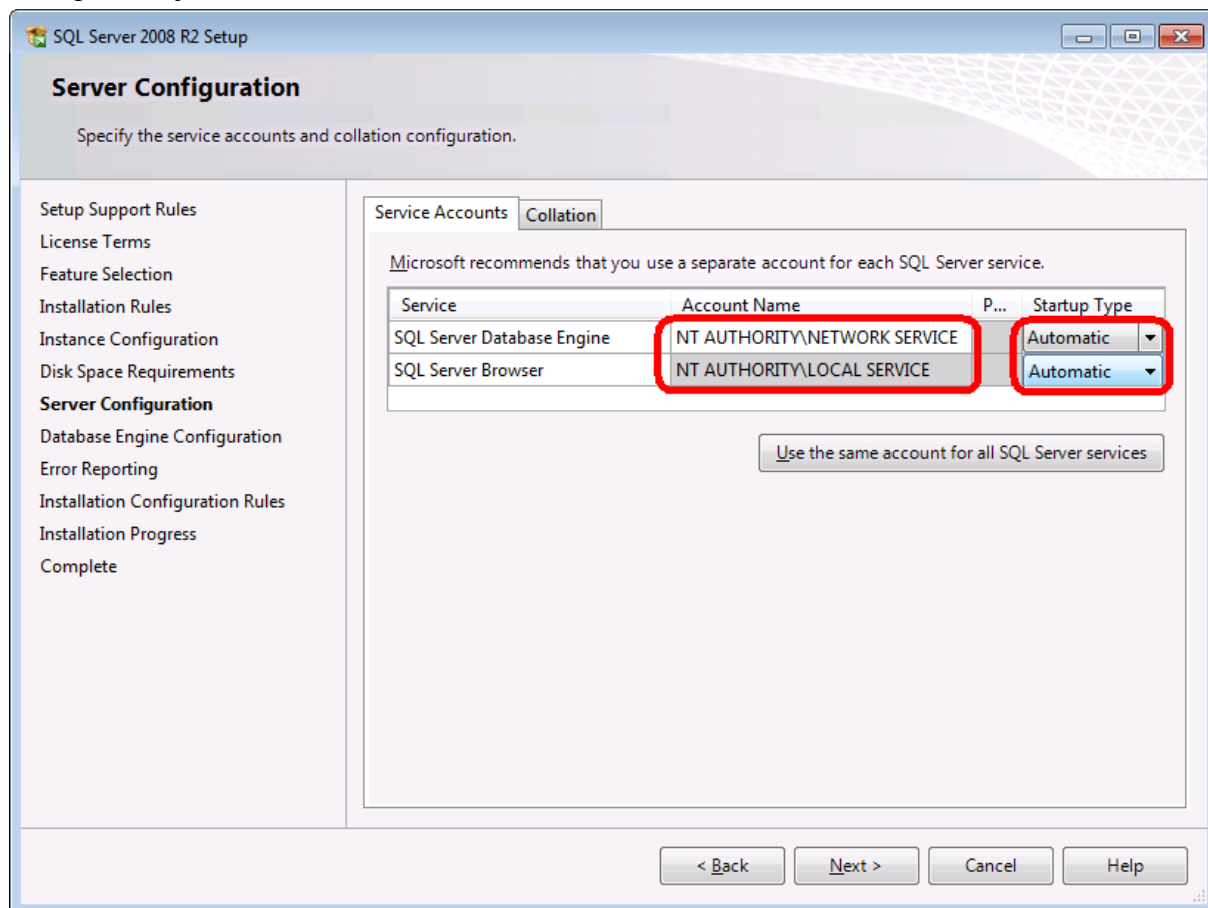 SQL Server 2008 R2 Setup
Server Configuration
Specify the service accounts and collation configuration.
Setup Support Rules
License Terms
Feature Selection
Installation Rules
Instance Configuration
Disk Space Requirements
Server Configuration
Database Engine Configuration
Error Reporting
Installation Configuration Rules
Installation Progress
Complete
Service Accounts Collation
Microsoft recommends that you use a separate account for each SQL Server service.
Service Account Name P... Startup Type
SQL Server Database Engine NT AUTHORITY\NETWORK SERVICE Automatic
SQL Server Browser NT AUTHORITY\LOCAL SERVICE Automatic
Use the same account for all SQL Server services
< Back Next > Cancel Help